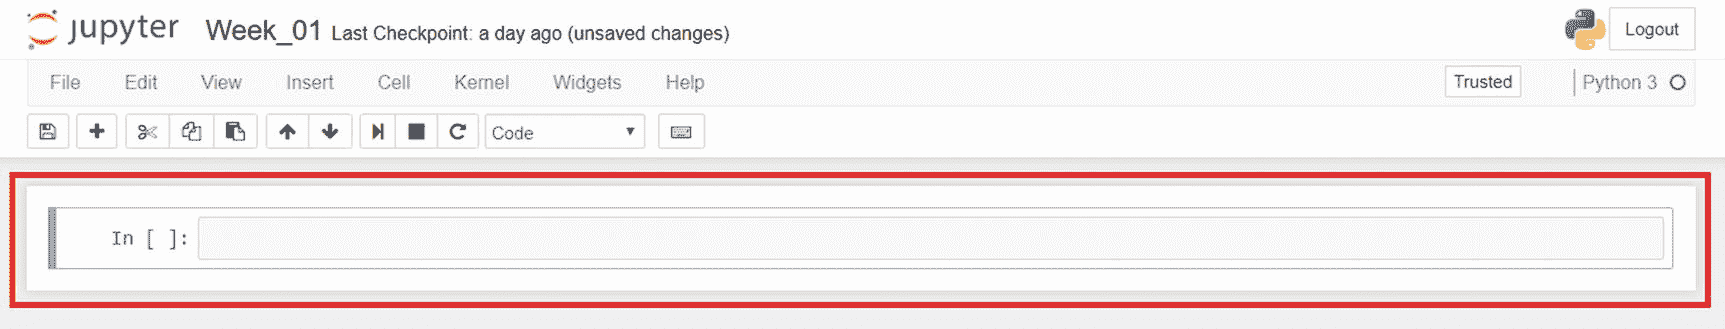 jupyter Week_01 Last Checkpoint: a day ago (unsaved changes) Logout
File Edit View Insert Cell Kernel Widgets Help Trusted Python 3
Code
In [ ]: